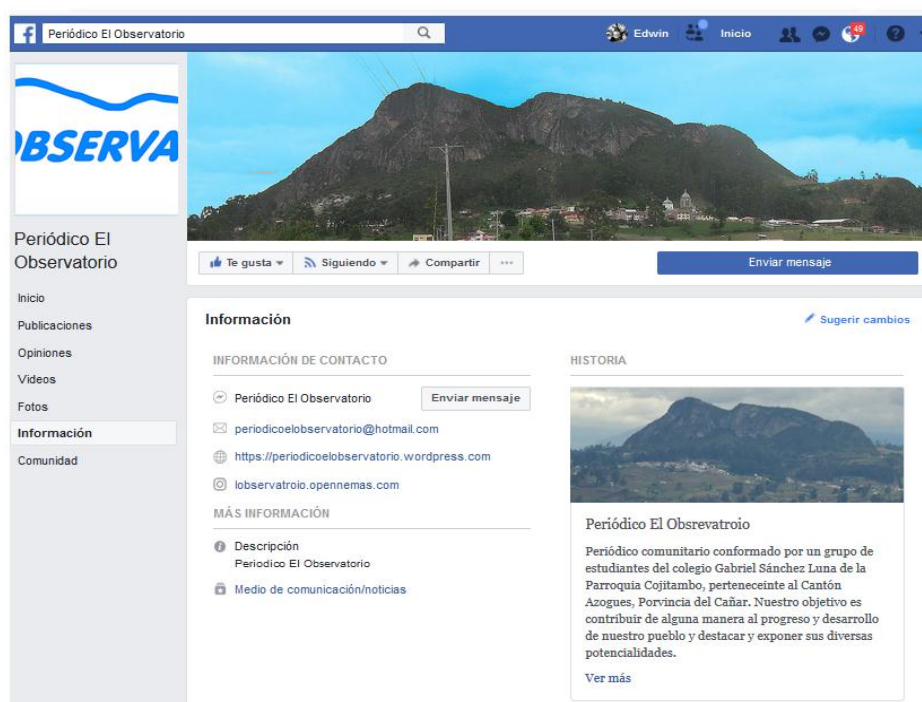 Periódico El Observatorio
Edwin
Inicio
49
BSERVA
Periódico El
Observatorio
Te gusta
Siguiendo
Compartir
Enviar mensaje
Inicio
Publicaciones
Opiniones
Videos
Fotos
Información
Comunidad
Información
Sugerir cambios
INFORMACIÓN DE CONTACTO
Periódico El Observatorio
Enviar mensaje
periodicoelobservatorio@hotmail.com
https://periodicoelobservatorio.wordpress.com
lobservatroio.opennemas.com
MÁS INFORMACIÓN
Descripción
Periodico El Observatorio
Medio de comunicación/noticias
HISTORIA
Periódico El Obsrevatroio
Periódico comunitario conformado por un grupo de
estudiantes del colegio Gabriel Sánchez Luna de la
Parroquia Cojitambo, perteneceinte al Cantón
Azogues, Porvincia del Cañar. Nuestro objetivo es
contribuir de alguna manera al progreso y desarrollo
de nuestro pueblo y destacar y exponer sus diversas
potencialidades.
Ver más